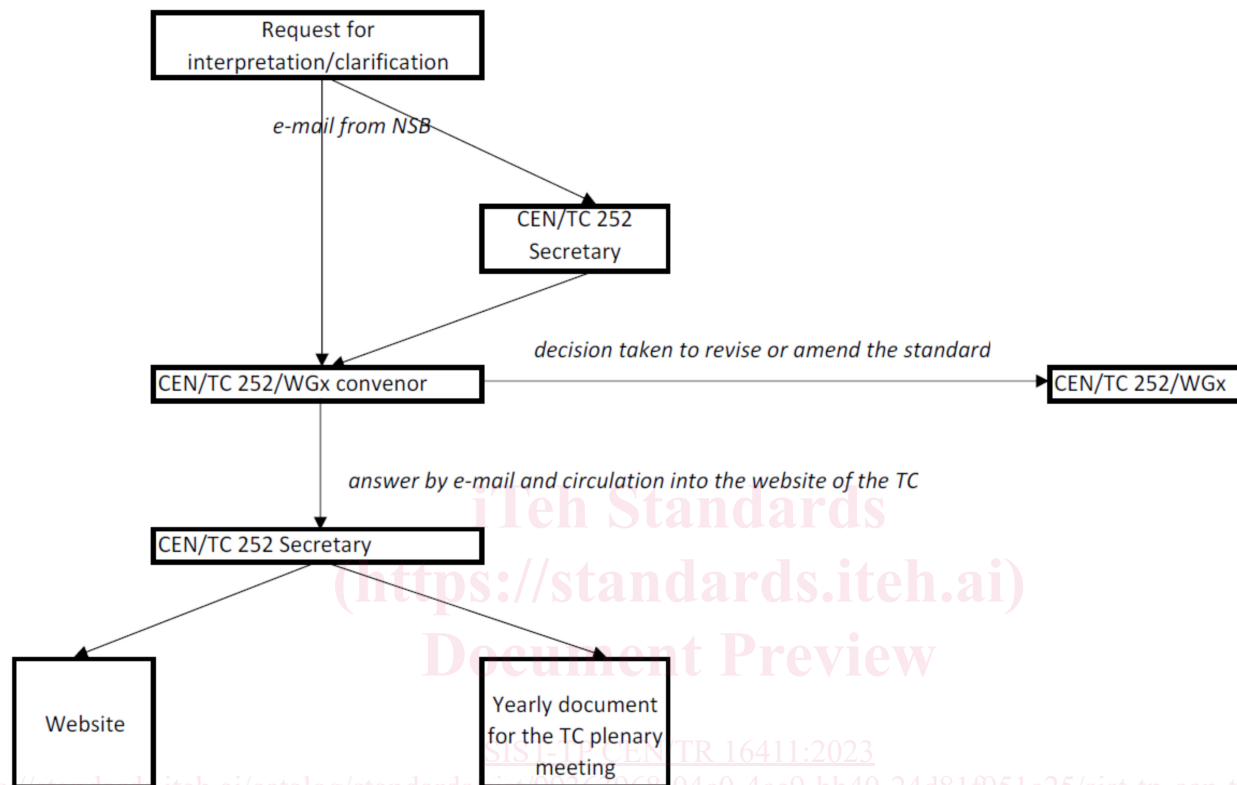 Request for
interpretation/clarification
e-mail from NSB
CEN/TC 252
Secretary
decision taken to revise or amend the standard
CEN/TC 252/WGx convenor
CEN/TC 252/WGx
answer by e-mail and circulation into the website of the TC
iTeh Standards
CEN/TC 252 Secretary
(https://standards.iteh.ai)
Document Preview
Website
Yearly document
for the TC plenary
meeting
SIST-TP CEN/TR 16411:2023